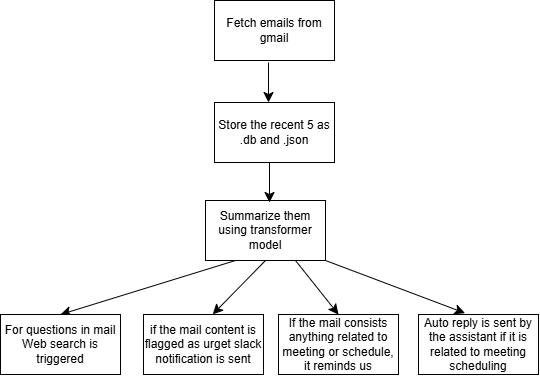 Fetch emails from
gmail
Store the recent 5 as
.db and .json
Summarize them
using transformer
model
For questions in mail
Web search is
triggered
if the mail content is
flagged as urget slack
notification is sent
If the mail consists
anything related to
meeting or schedule,
it reminds us
Auto reply is sent by
the assistant if it is
related to meeting
scheduling